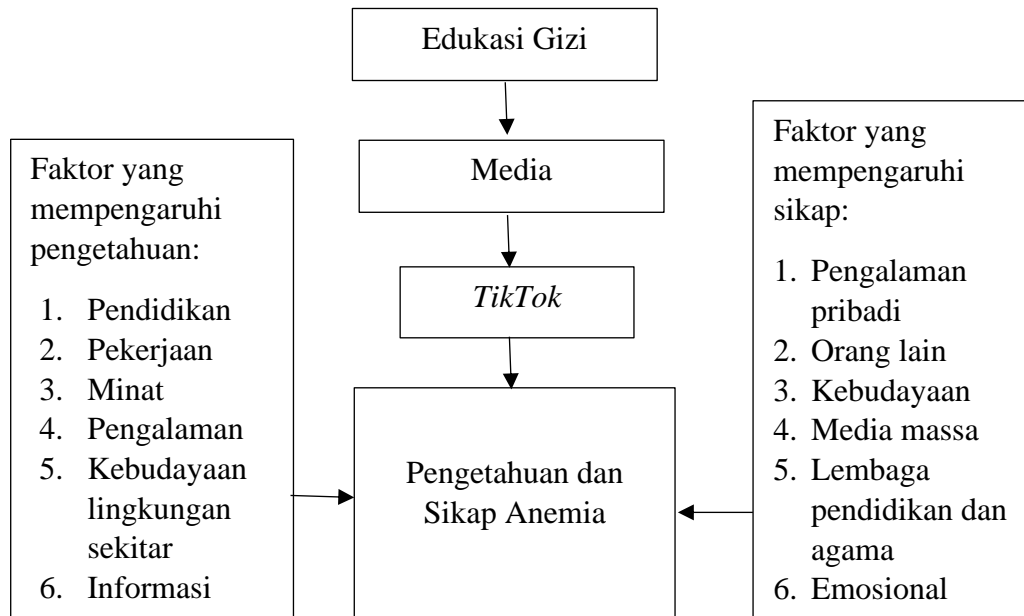 Edukasi Gizi
Media
TikTok
Pengetahuan dan
Sikap Anemia
Faktor yang
mempengaruhi
pengetahuan:
1. Pendidikan
2. Pekerjaan
3. Minat
4. Pengalaman
5. Kebudayaan
lingkungan
sekitar
6. Informasi
Faktor yang
mempengaruhi
sikap:
1. Pengalaman
pribadi
2. Orang lain
3. Kebudayaan
4. Media massa
5. Lembaga
pendidikan dan
agama
6. Emosional